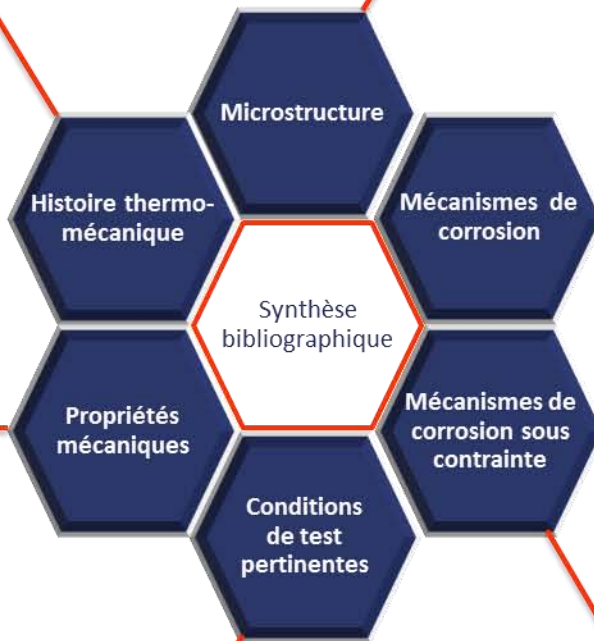 Microstructure
Histoire thermo-
mécanique
Mécanismes de
corrosion
Synthèse
bibliographique
Propriétés
mécaniques
Mécanismes de
corrosion sous
contrainte
Conditions
de test
pertinentes